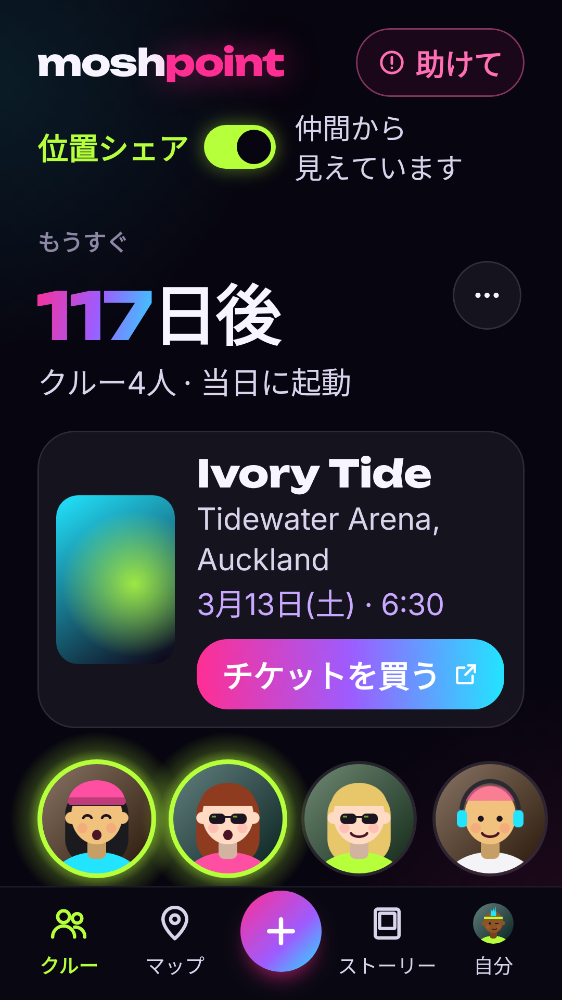 moshpoint
助けて
位置シェア
仲間から
見えています
もうすぐ
117日後
クルー4人 · 当日に起動
Ivory Tide
Tidewater Arena,
Auckland
3月13日(土) · 6:30
チケットを買う
クルー
マップ
ストーリー
自分